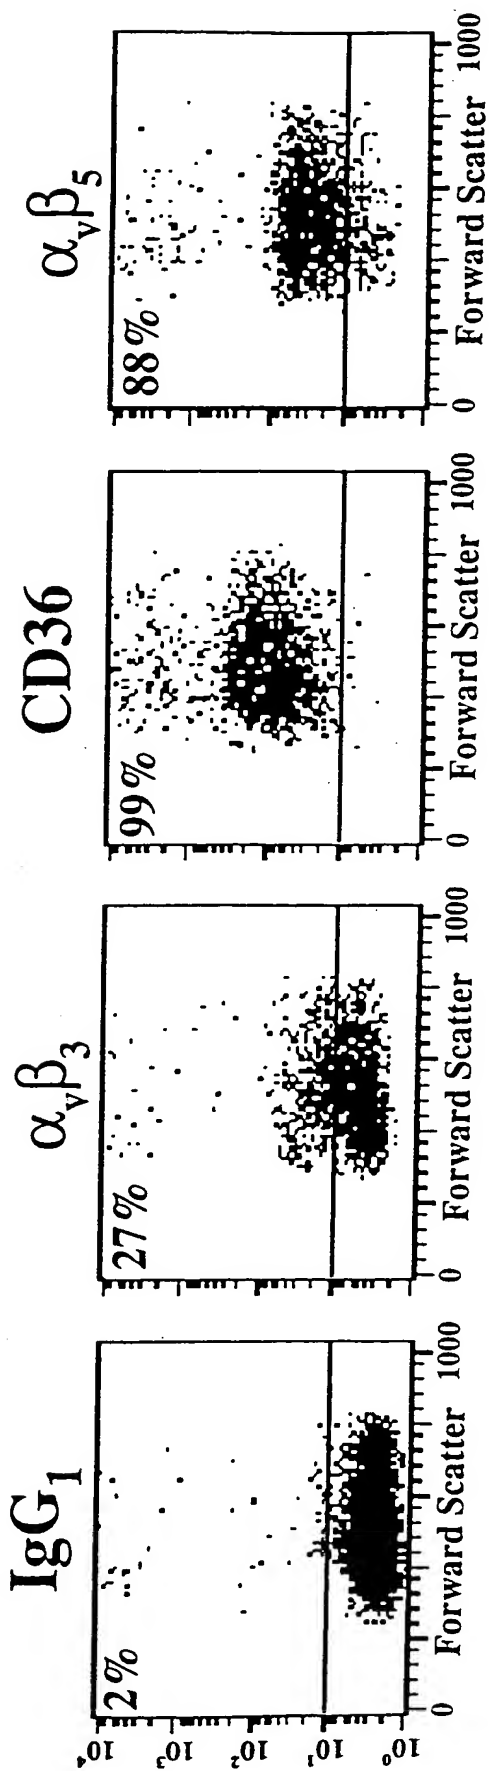 IgG1
2%
10⁴
10³
10²
10¹
10⁰
0 1000
Forward Scatter
αvβ3
27%
0 1000
Forward Scatter
CD36
99%
0 1000
Forward Scatter
αvβ5
88%
0 1000
Forward Scatter